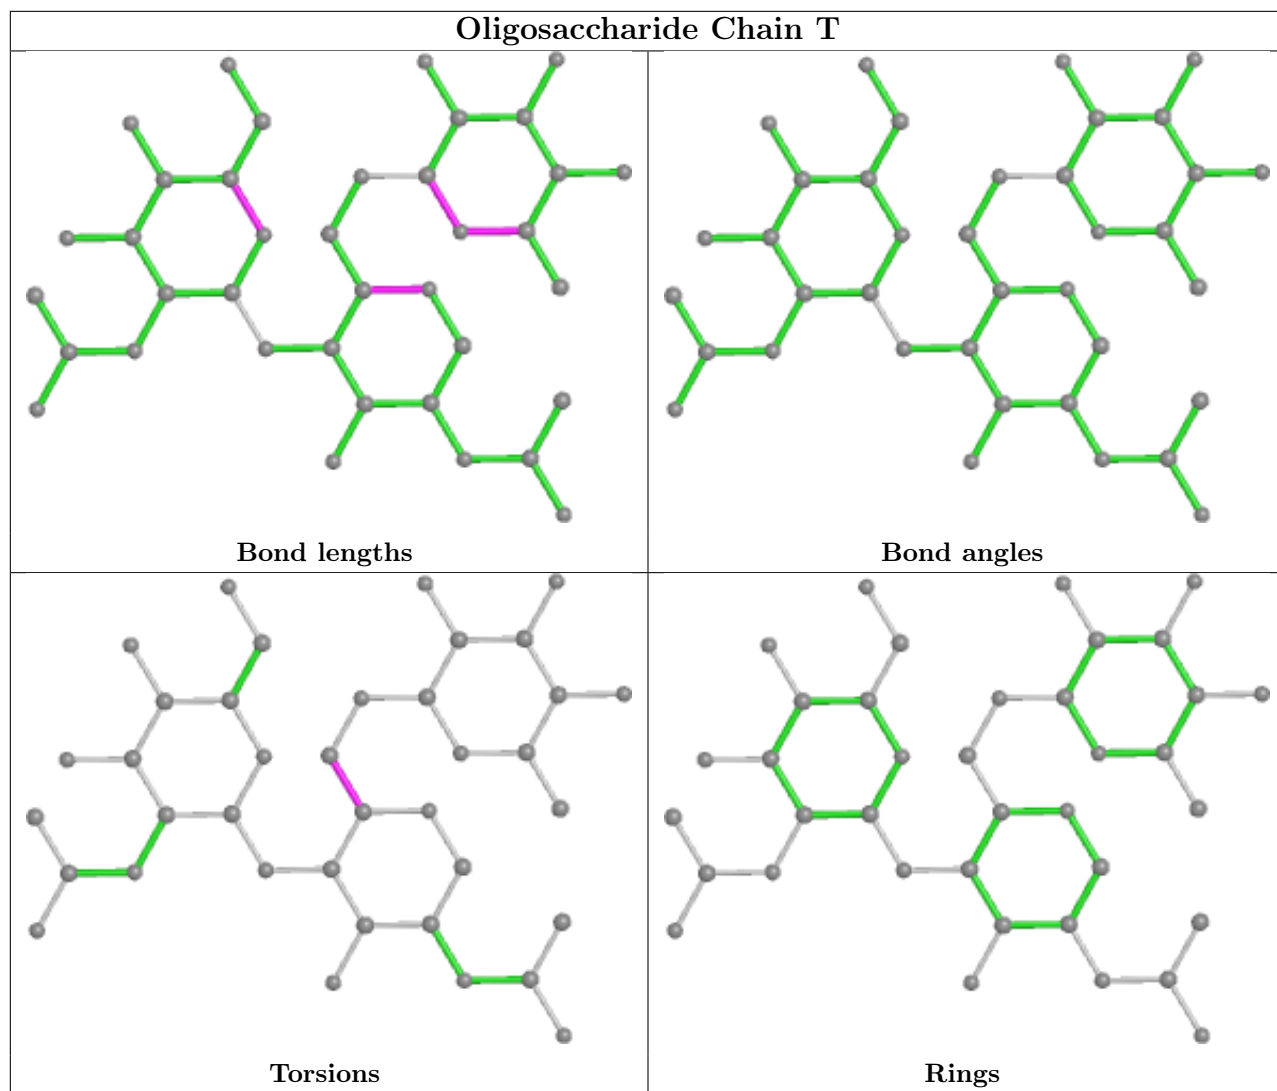 Oligosaccharide Chain T
Bond lengths
Bond angles
Torsions
Rings